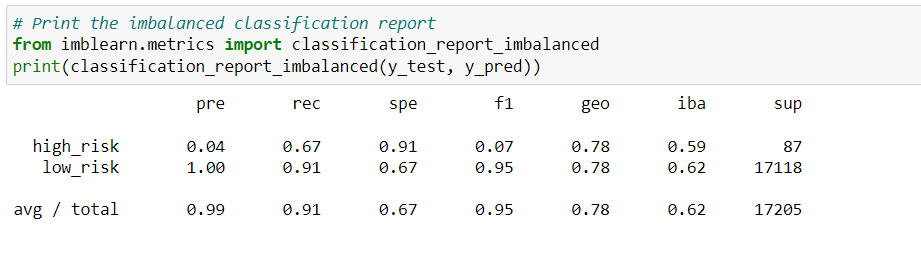 # Print the imbalanced classification report
from imblearn.metrics import classification_report_imbalanced
print(classification_report_imbalanced(y_test, y_pred))
pre rec spe f1 geo iba sup
high_risk 0.04 0.67 0.91 0.07 0.78 0.59 87
low_risk 1.00 0.91 0.67 0.95 0.78 0.62 17118
avg / total 0.99 0.91 0.67 0.95 0.78 0.62 17205